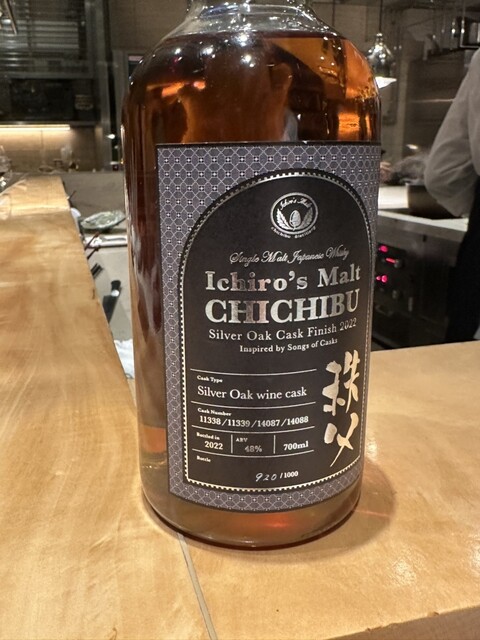 Ichiro's Malt
Single Malt Japanese Whisky
Ichiro's Malt
CHICHIBU
Silver Oak Cask Finish 2022
Inspired by Songs of Casks
Cask Type
Silver Oak wine cask
Cask Number
11338/11339/14087/14088
Bottled in
2022
ABV
48%
700ml
Bottle
920/1000
秩父